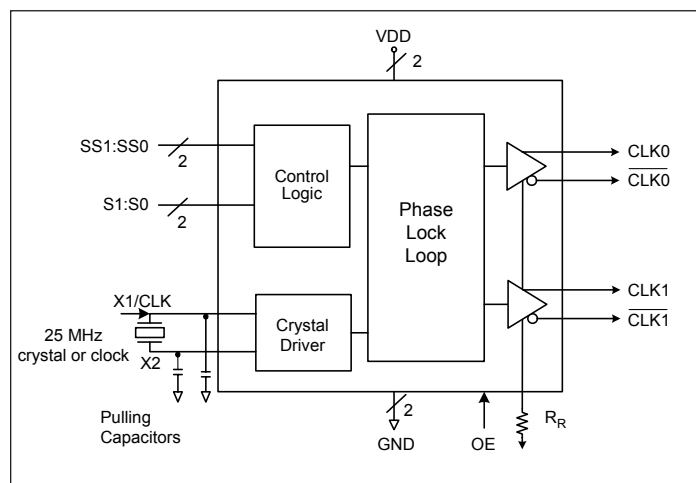 VDD
2
SS1:SS0
2
S1:S0
2
Control
Logic
Phase
Lock
Loop
CLK0
CLK0
X1/CLK
25 MHz
crystal or clock
X2
Crystal
Driver
CLK1
CLK1
Pulling
Capacitors
2
GND
OE
RR